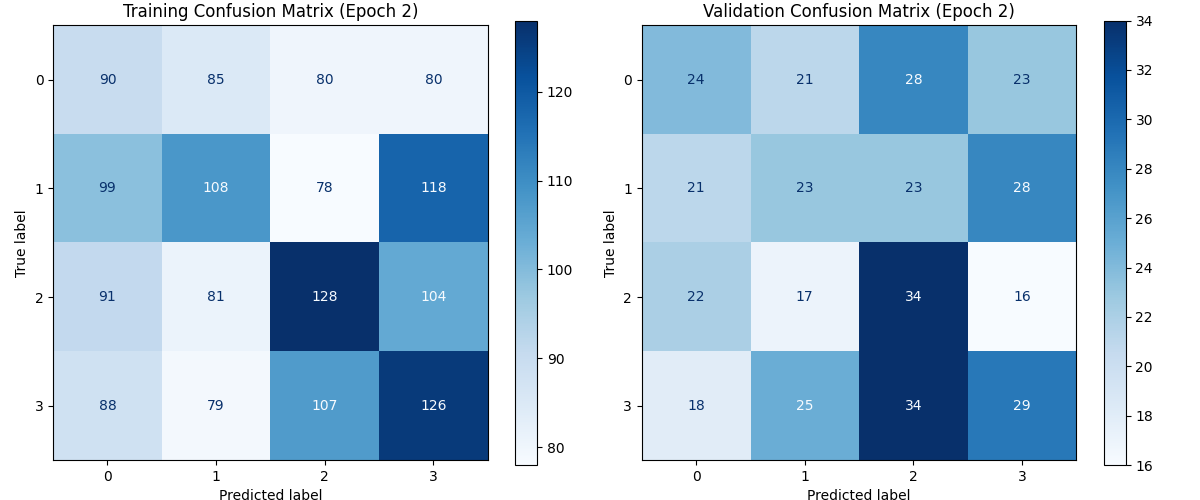 Training Confusion Matrix (Epoch 2)
True label
0 90 85 80 80
1 99 108 78 118
2 91 81 128 104
3 88 79 107 126
0 1 2 3
Predicted label
120
110
100
90
80
Validation Confusion Matrix (Epoch 2)
True label
0 24 21 28 23
1 21 23 23 28
2 22 17 34 16
3 18 25 34 29
0 1 2 3
Predicted label
34
32
30
28
26
24
22
20
18
16